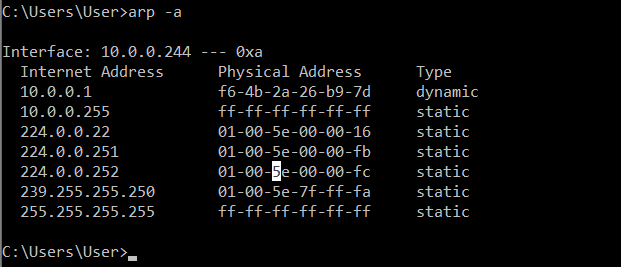 C:\Users\User>arp -a
Interface: 10.0.0.244 --- 0xa
Internet Address Physical Address Type
10.0.0.1 f6-4b-2a-26-b9-7d dynamic
10.0.0.255 ff-ff-ff-ff-ff-ff static
224.0.0.22 01-00-5e-00-00-16 static
224.0.0.251 01-00-5e-00-00-fb static
224.0.0.252 01-00-5e-00-00-fc static
239.255.255.250 01-00-5e-7f-ff-fa static
255.255.255.255 ff-ff-ff-ff-ff-ff static
C:\Users\User>